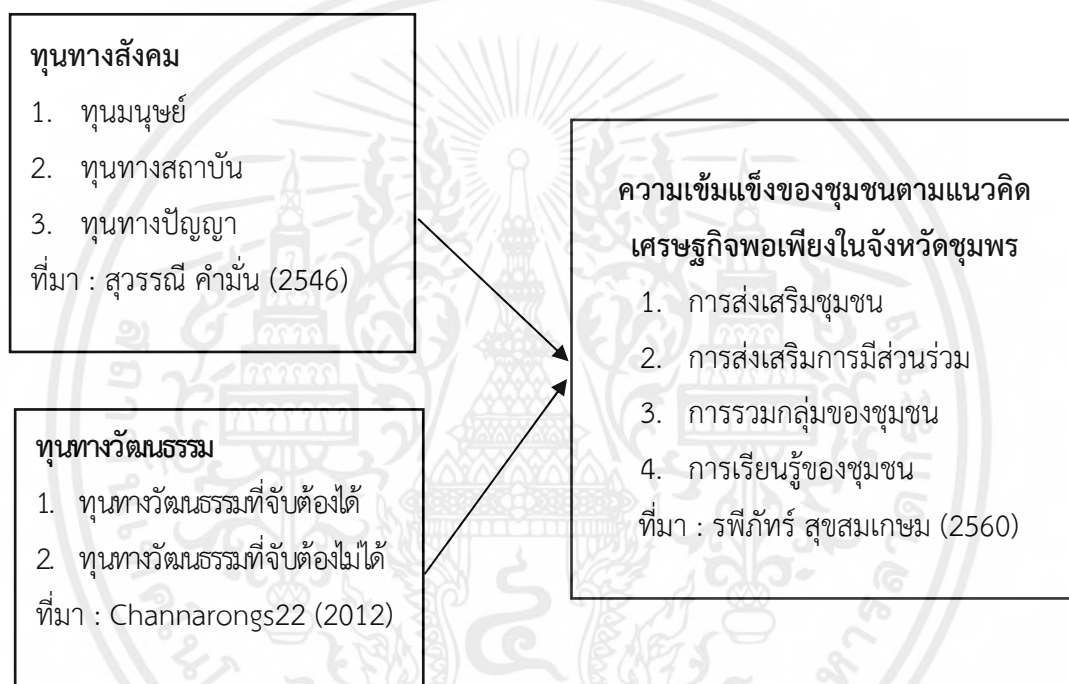 ทุนทางสังคม
1. ทุนมนุษย์
2. ทุนทางสถาบัน
3. ทุนทางปัญญา
ที่มา : สุวรรณี คำมั่น (2546)
ทุนทางวัฒนธรรม
1. ทุนทางวัฒนธรรมที่จับต้องได้
2. ทุนทางวัฒนธรรมที่จับต้องไม่ได้
ที่มา : Channarongs22 (2012)
ความเข้มแข็งของชุมชนตามแนวคิด
เศรษฐกิจพอเพียงในจังหวัดชุมพร
1. การส่งเสริมชุมชน
2. การส่งเสริมการมีส่วนร่วม
3. การรวมกลุ่มของชุมชน
4. การเรียนรู้ของชุมชน
ที่มา : รพีภัทร์ สุขสมเกษม (2560)